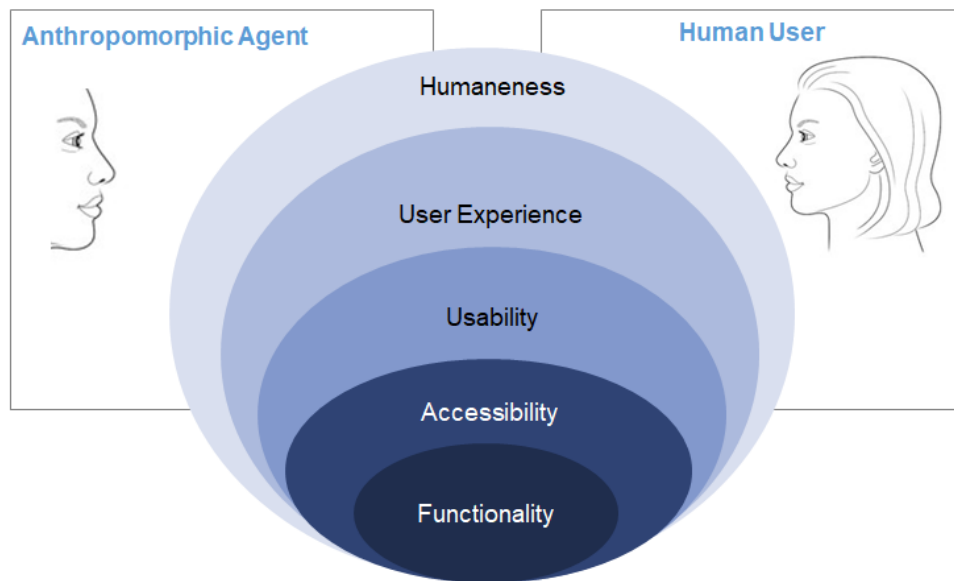 Anthropomorphic Agent
Human User
Humaneness
User Experience
Usability
Accessibility
Functionality